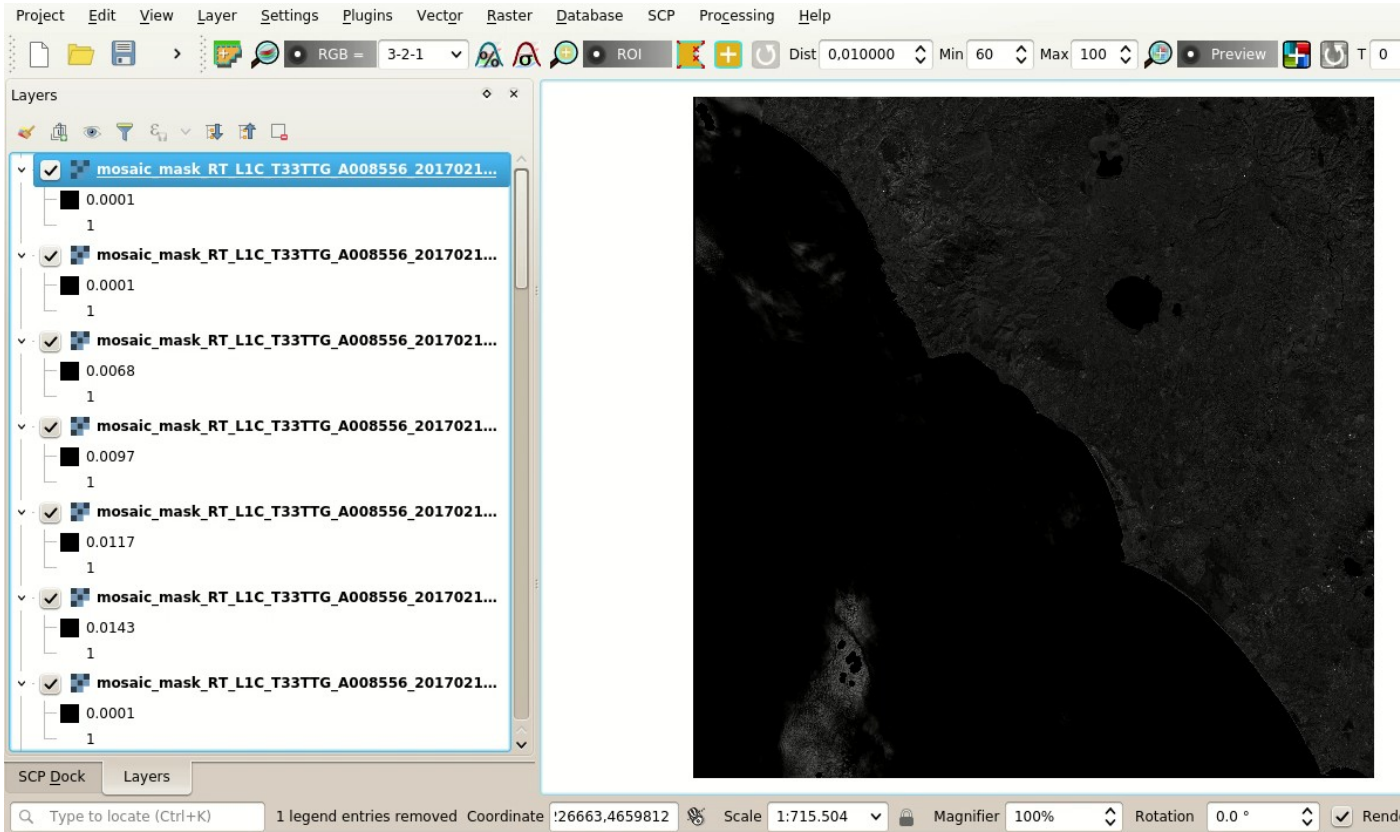 Project Edit View Layer Settings Plugins Vector Raster Database SCP Processing Help
RGB = 3-2-1 ROI Dist 0,010000 Min 60 Max 100 Preview T 0
Layers
mosaic_mask_RT_L1C_T33TTG_A008556_2017021...
0.0001
1
mosaic_mask_RT_L1C_T33TTG_A008556_2017021...
0.0001
1
mosaic_mask_RT_L1C_T33TTG_A008556_2017021...
0.0068
1
mosaic_mask_RT_L1C_T33TTG_A008556_2017021...
0.0097
1
mosaic_mask_RT_L1C_T33TTG_A008556_2017021...
0.0117
1
mosaic_mask_RT_L1C_T33TTG_A008556_2017021...
0.0143
1
mosaic_mask_RT_L1C_T33TTG_A008556_2017021...
0.0001
1
SCP Dock Layers
Type to locate (Ctrl+K) 1 legend entries removed Coordinate :26663,4659812 Scale 1:715.504 Magnifier 100% Rotation 0.0 ° Rend